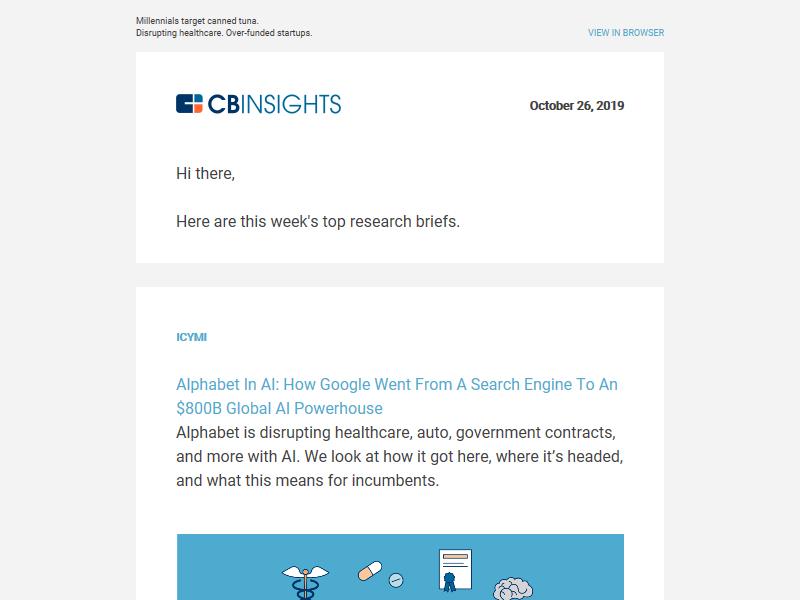 Millennials target canned tuna.
Disrupting healthcare. Over-funded startups.
VIEW IN BROWSER
CBINSIGHTS
October 26, 2019
Hi there,
Here are this week's top research briefs.
ICYMI
Alphabet In AI: How Google Went From A Search Engine To An
$800B Global AI Powerhouse
Alphabet is disrupting healthcare, auto, government contracts,
and more with AI. We look at how it got here, where it’s headed,
and what this means for incumbents.